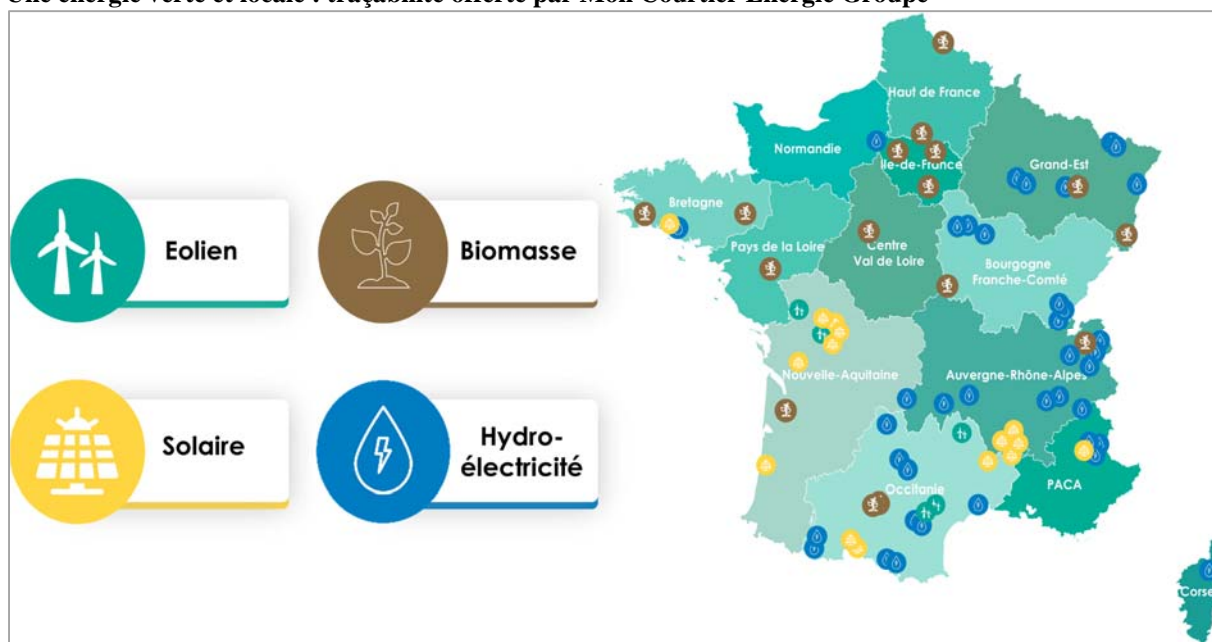 Une énergie verte et locale : traçabilité offerte par Mon Courtier Energie Groupe
Eolien
Biomasse
Solaire
Hydro-
électricité
Haut de France
Normandie
Ile-de-France
Grand-Est
Bretagne
Pays de la Loire
Centre
Val de Loire
Bourgogne
Franche-Comté
Nouvelle-Aquitaine
Auvergne-Rhône-Alpes
Occitanie
PACA
Corse